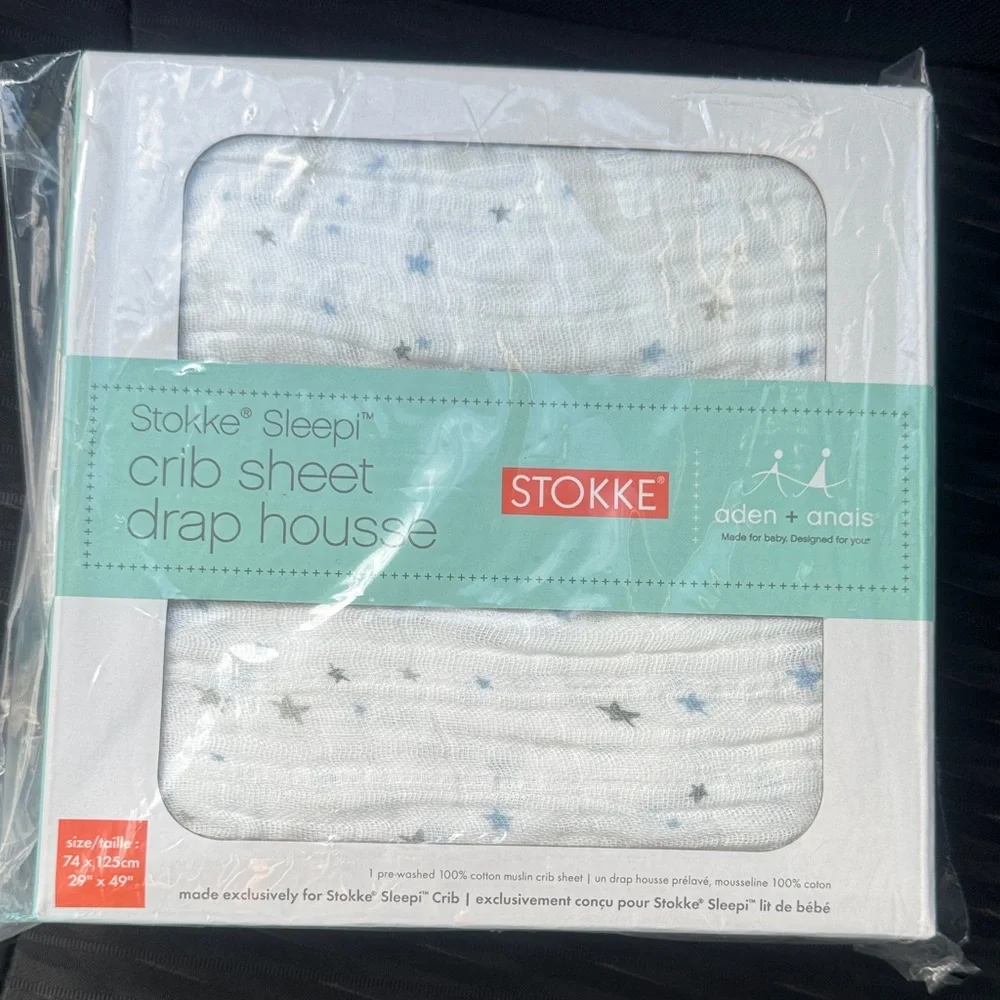 Stokke® Sleepi™
crib sheet
drap housse
STOKKE®
aden + anais
Made for baby. Designed for you.®
size/taille :
74 x 125cm
29" x 49"
1 pre-washed 100% cotton muslin crib sheet | un drap housse prélavé, mousseline 100% coton
made exclusively for Stokke® Sleepi™ Crib | exclusivement conçu pour Stokke® Sleepi™ lit de bébé